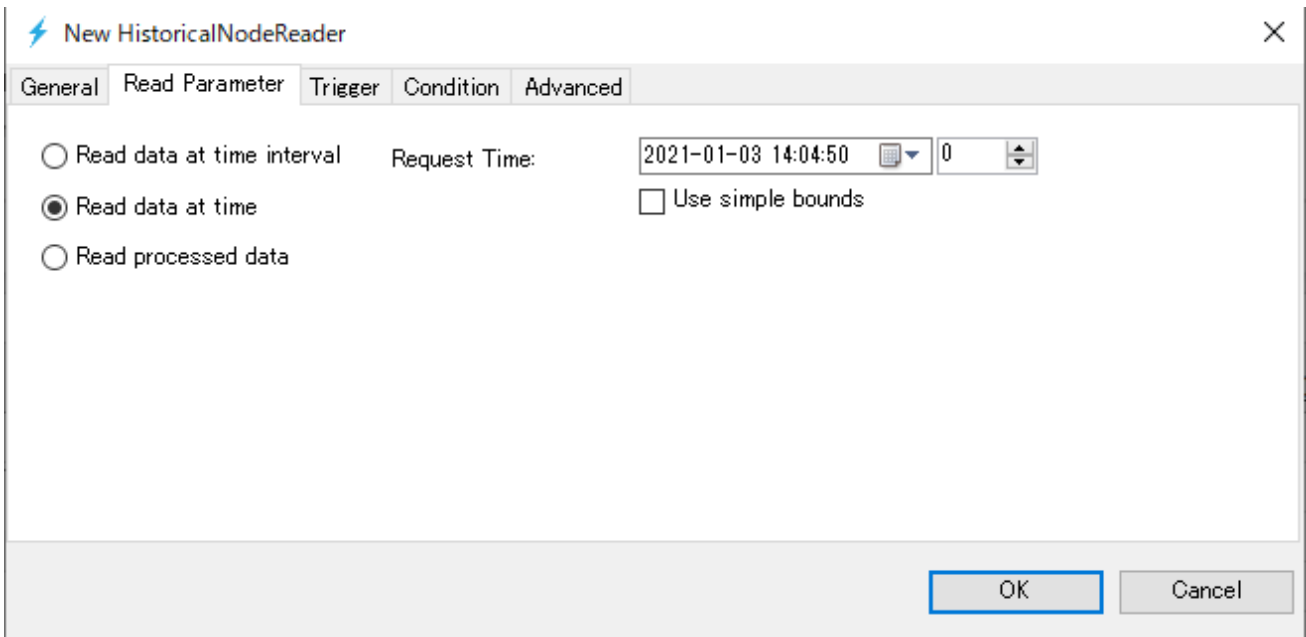 New HistoricalNodeReader
General Read Parameter Trigger Condition Advanced
Read data at time interval Request Time: 2021-01-03 14:04:50 0
Read data at time Use simple bounds
Read processed data
OK Cancel